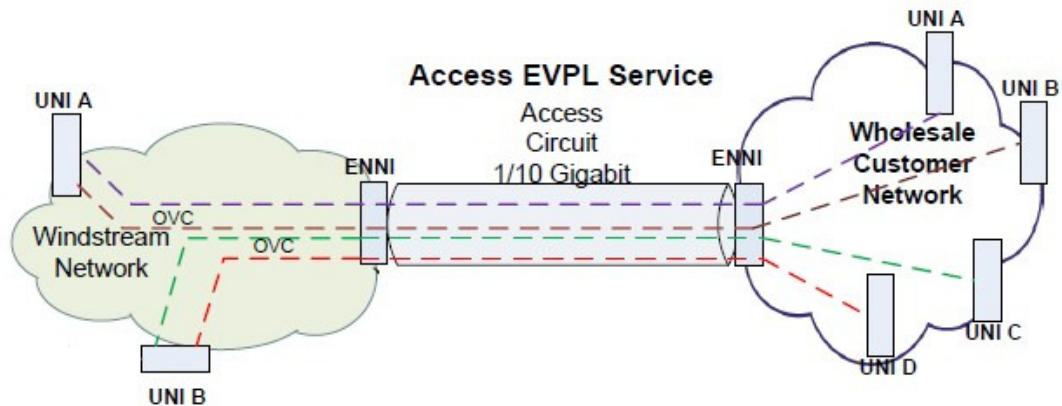 UNI A
Access EVPL Service
UNI A
UNI B
Access
Circuit
1/10 Gigabit
ENNI
ENNI
Wholesale
Customer
Network
OVC
OVC
Windstream
Network
UNI B
UNI C
UNI D